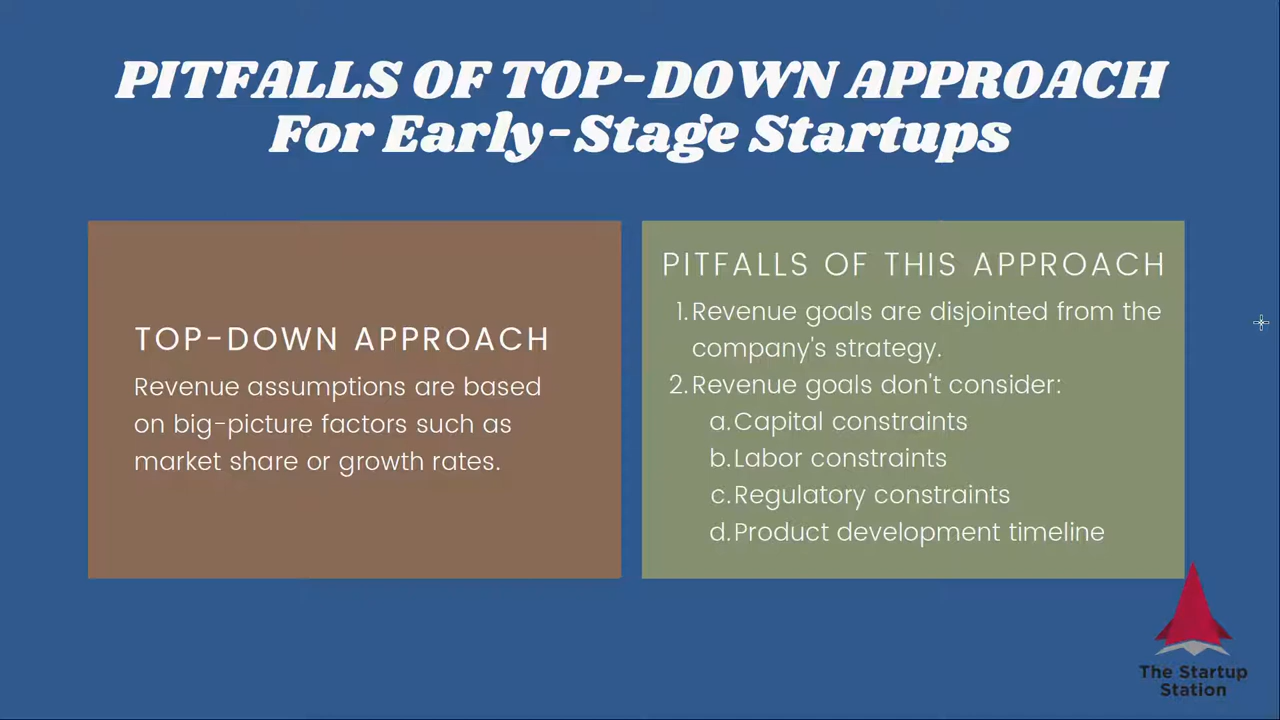 PITFALLS OF TOP-DOWN APPROACH
For Early-Stage Startups
TOP-DOWN APPROACH
Revenue assumptions are based
on big-picture factors such as
market share or growth rates.
PITFALLS OF THIS APPROACH
1. Revenue goals are disjointed from the
company's strategy.
2. Revenue goals don't consider:
a. Capital constraints
b. Labor constraints
c. Regulatory constraints
d. Product development timeline
The Startup
Station